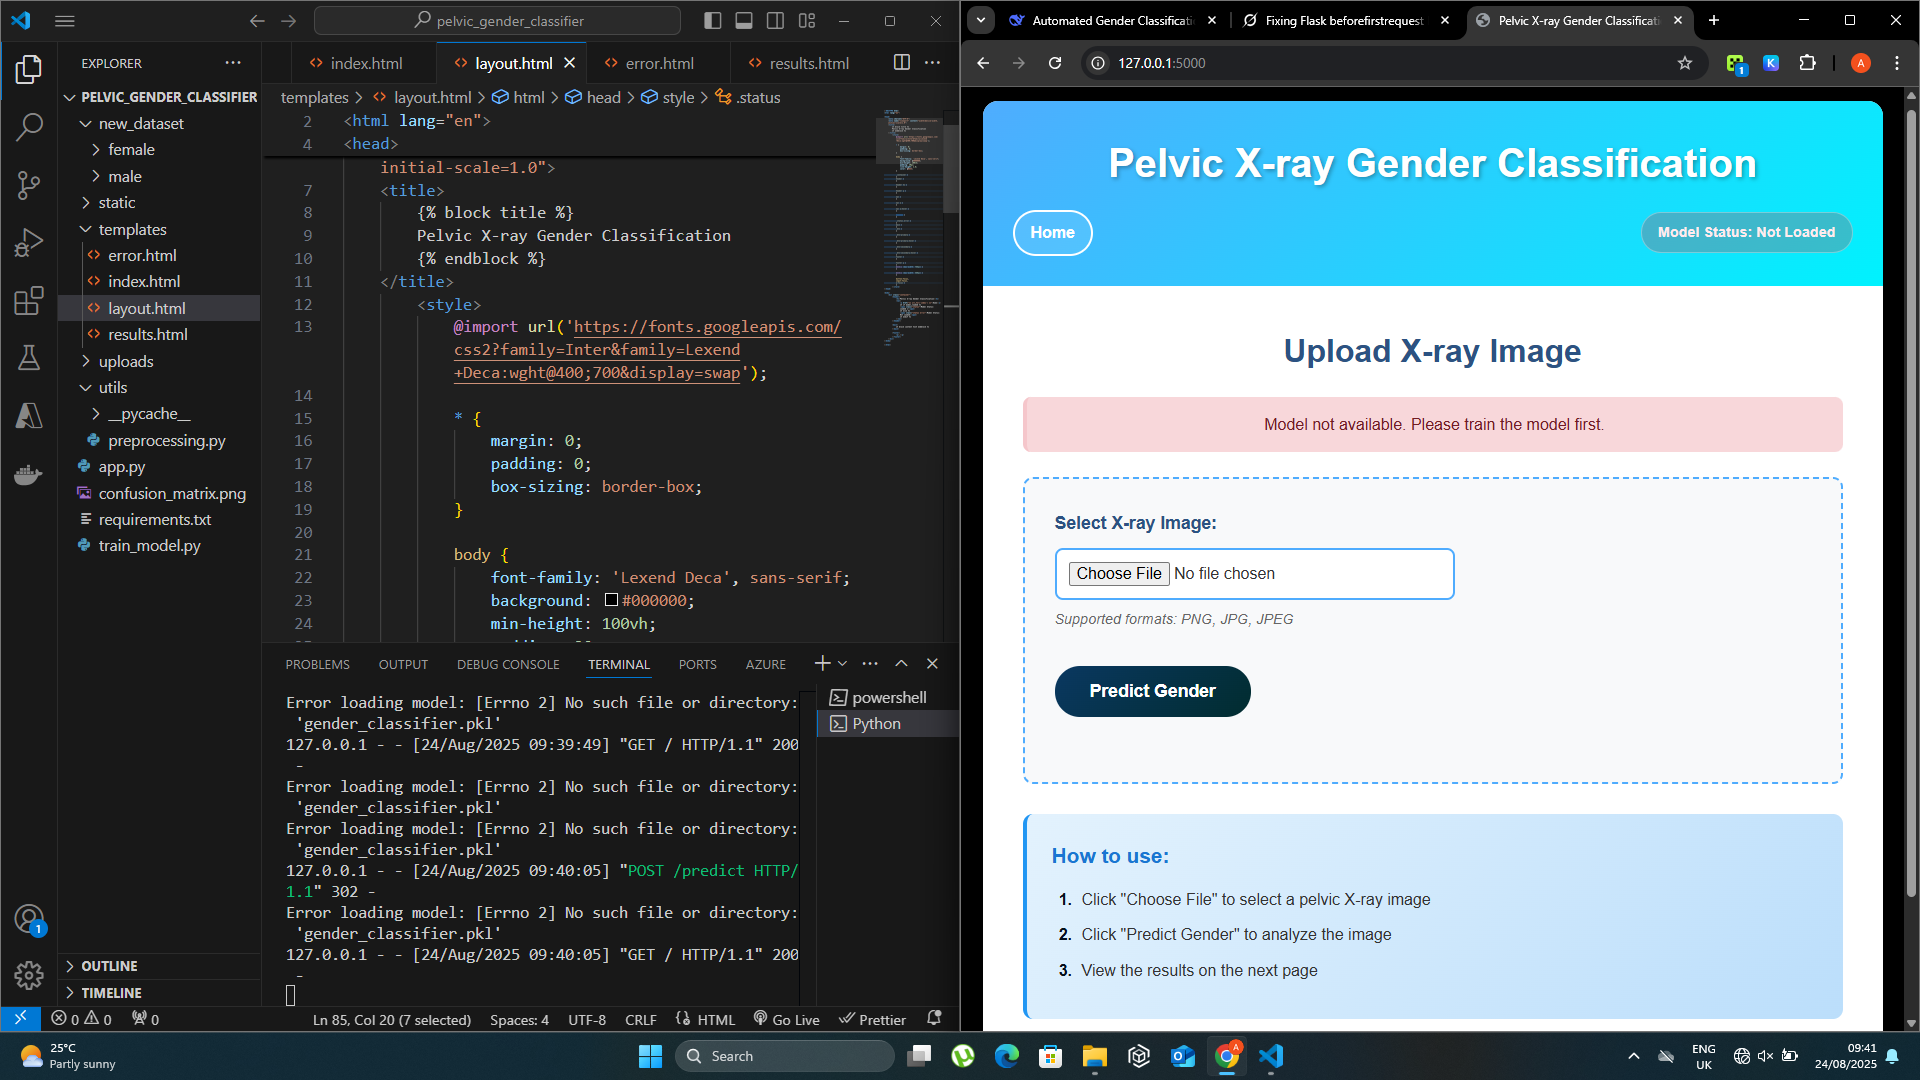 pelvic_gender_classifier
EXPLORER
PELVIC_GENDER_CLASSIFIER
new_dataset
female
male
static
templates
error.html
index.html
layout.html
results.html
uploads
utils
__pycache__
preprocessing.py
app.py
confusion_matrix.png
requirements.txt
train_model.py
OUTLINE
TIMELINE
index.html
layout.html
error.html
results.html
templates > layout.html > html > head > style > .status
2 <html lang="en">
4 <head>
initial-scale=1.0">
7 <title>
8 {% block title %}
9 Pelvic X-ray Gender Classification
10 {% endblock %}
11 </title>
12 <style>
13 @import url('https://fonts.googleapis.com/
css2?family=Inter&family=Lexend
+Deca:wght@400;700&display=swap');
14
15 * {
16 margin: 0;
17 padding: 0;
18 box-sizing: border-box;
19 }
20
21 body {
22 font-family: 'Lexend Deca', sans-serif;
23 background: #000000;
24 min-height: 100vh;
PROBLEMS OUTPUT DEBUG CONSOLE TERMINAL PORTS AZURE
powershell
Python
Error loading model: [Errno 2] No such file or directory:
'gender_classifier.pkl'
127.0.0.1 - - [24/Aug/2025 09:39:49] "GET / HTTP/1.1" 200
-
Error loading model: [Errno 2] No such file or directory:
'gender_classifier.pkl'
Error loading model: [Errno 2] No such file or directory:
'gender_classifier.pkl'
127.0.0.1 - - [24/Aug/2025 09:40:05] "POST /predict HTTP/
1.1" 302 -
Error loading model: [Errno 2] No such file or directory:
'gender_classifier.pkl'
127.0.0.1 - - [24/Aug/2025 09:40:05] "GET / HTTP/1.1" 200
-
1
0 0 0 Ln 85, Col 20 (7 selected) Spaces: 4 UTF-8 CRLF HTML Go Live Prettier
Automated Gender Classificati
Fixing Flask beforefirstrequest
Pelvic X-ray Gender Classificati
127.0.0.1:5000
1
K
A
Pelvic X-ray Gender Classification
Home
Model Status: Not Loaded
Upload X-ray Image
Model not available. Please train the model first.
Select X-ray Image:
Choose File No file chosen
Supported formats: PNG, JPG, JPEG
Predict Gender
How to use:
1. Click "Choose File" to select a pelvic X-ray image
2. Click "Predict Gender" to analyze the image
3. View the results on the next page
25°C
Partly sunny
Search
A
ENG
UK
09:41
24/08/2025